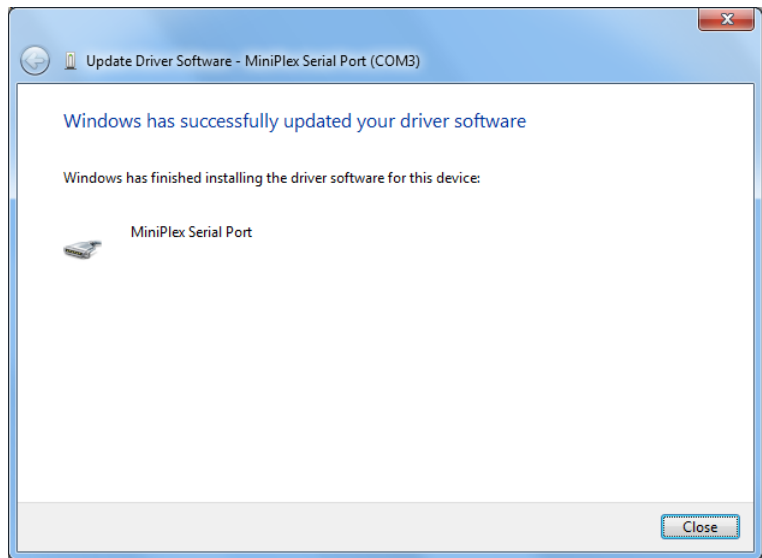 Update Driver Software - MiniPlex Serial Port (COM3)
Windows has successfully updated your driver software
Windows has finished installing the driver software for this device:
MiniPlex Serial Port
Close